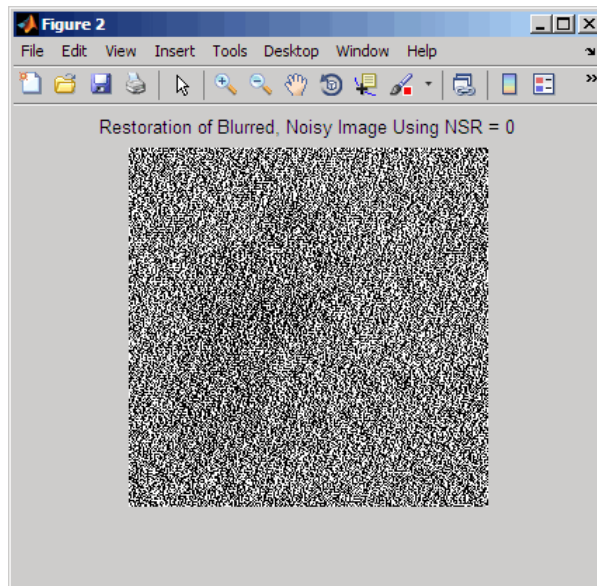 Figure 2
File Edit View Insert Tools Desktop Window Help
Restoration of Blurred, Noisy Image Using NSR = 0